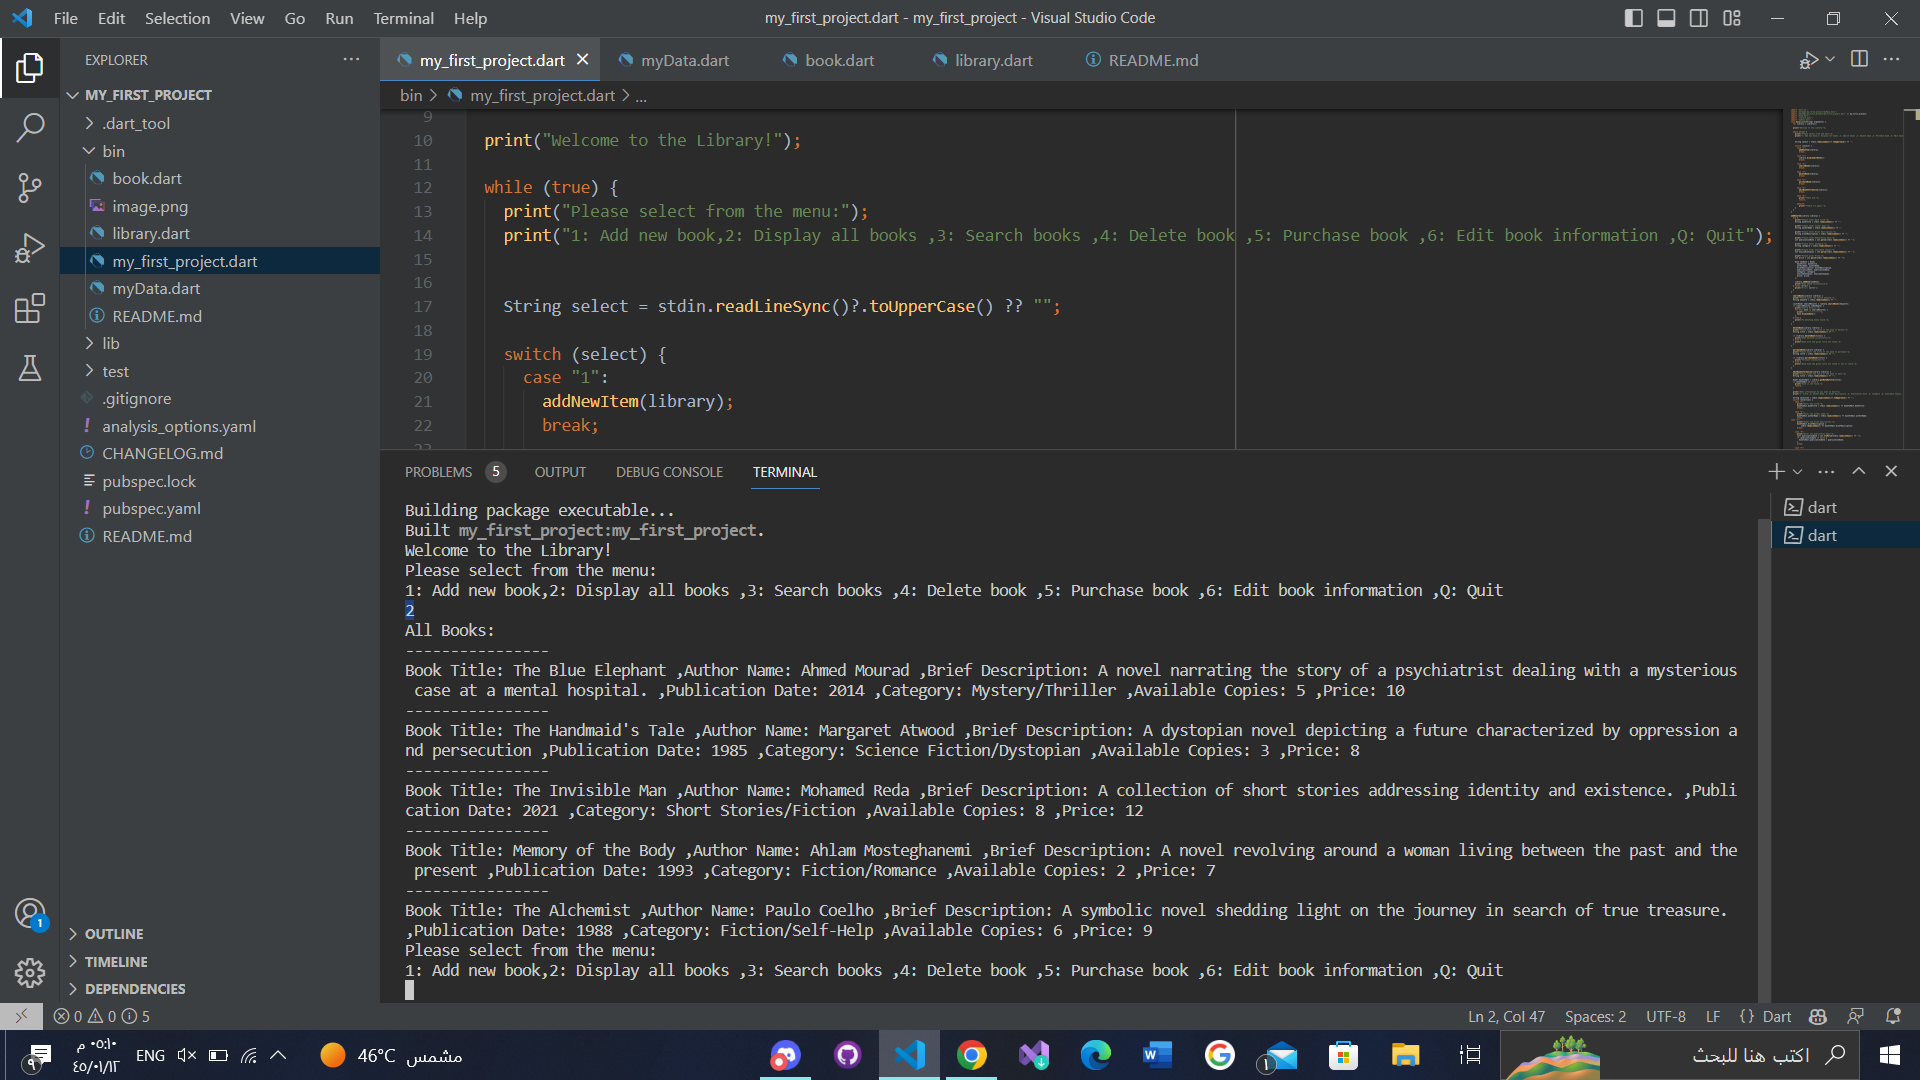 File Edit Selection View Go Run Terminal Help
my_first_project.dart - my_first_project - Visual Studio Code
EXPLORER
MY_FIRST_PROJECT
.dart_tool
bin
book.dart
image.png
library.dart
my_first_project.dart
myData.dart
README.md
lib
test
.gitignore
analysis_options.yaml
CHANGELOG.md
pubspec.lock
pubspec.yaml
README.md
OUTLINE
TIMELINE
DEPENDENCIES
my_first_project.dart myData.dart book.dart library.dart README.md
bin > my_first_project.dart > ...
9
10 print("Welcome to the Library!");
11
12 while (true) {
13 print("Please select from the menu:");
14 print("1: Add new book,2: Display all books ,3: Search books ,4: Delete book ,5: Purchase book ,6: Edit book information ,Q: Quit");
15
16
17 String select = stdin.readLineSync()?.toUpperCase() ?? "";
18
19 switch (select) {
20 case "1":
21 addNewItem(library);
22 break;
PROBLEMS 5 OUTPUT DEBUG CONSOLE TERMINAL
Building package executable...
Built my_first_project:my_first_project.
Welcome to the Library!
Please select from the menu:
1: Add new book,2: Display all books ,3: Search books ,4: Delete book ,5: Purchase book ,6: Edit book information ,Q: Quit
2
All Books:
----------------
Book Title: The Blue Elephant ,Author Name: Ahmed Mourad ,Brief Description: A novel narrating the story of a psychiatrist dealing with a mysterious
case at a mental hospital. ,Publication Date: 2014 ,Category: Mystery/Thriller ,Available Copies: 5 ,Price: 10
----------------
Book Title: The Handmaid's Tale ,Author Name: Margaret Atwood ,Brief Description: A dystopian novel depicting a future characterized by oppression a
nd persecution ,Publication Date: 1985 ,Category: Science Fiction/Dystopian ,Available Copies: 3 ,Price: 8
----------------
Book Title: The Invisible Man ,Author Name: Mohamed Reda ,Brief Description: A collection of short stories addressing identity and existence. ,Publi
cation Date: 2021 ,Category: Short Stories/Fiction ,Available Copies: 8 ,Price: 12
----------------
Book Title: Memory of the Body ,Author Name: Ahlam Mosteghanemi ,Brief Description: A novel revolving around a woman living between the past and the
present ,Publication Date: 1993 ,Category: Fiction/Romance ,Available Copies: 2 ,Price: 7
----------------
Book Title: The Alchemist ,Author Name: Paulo Coelho ,Brief Description: A symbolic novel shedding light on the journey in search of true treasure.
,Publication Date: 1988 ,Category: Fiction/Self-Help ,Available Copies: 6 ,Price: 9
Please select from the menu:
1: Add new book,2: Display all books ,3: Search books ,4: Delete book ,5: Purchase book ,6: Edit book information ,Q: Quit
dart
dart
1
0 0 5
Ln 2, Col 47 Spaces: 2 UTF-8 LF {} Dart
٩
٠٥:١٠ م
٤٥/٠١/١٢
ENG
46°C مشمس
١
اكتب هنا للبحث